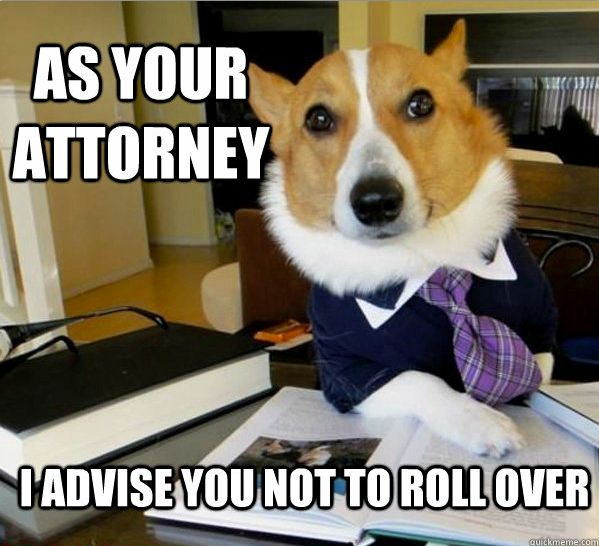 AS YOUR
ATTORNEY
I ADVISE YOU NOT TO ROLL OVER
quickmeme.com